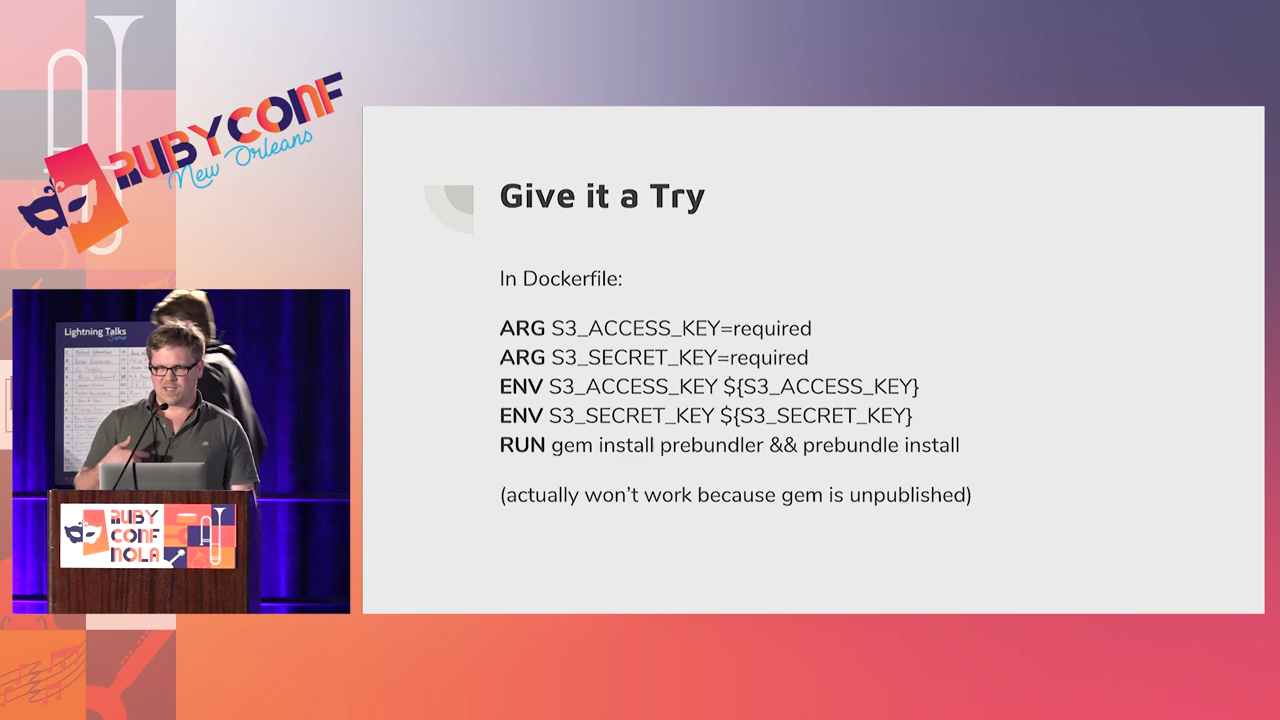 RUBYCONF
New Orleans
Give it a Try
In Dockerfile:
ARG S3_ACCESS_KEY=required
ARG S3_SECRET_KEY=required
ENV S3_ACCESS_KEY ${S3_ACCESS_KEY}
ENV S3_SECRET_KEY ${S3_SECRET_KEY}
RUN gem install prebundler && prebundle install
(actually won't work because gem is unpublished)
Lightning Talks
RUBY
CONF
NOLA